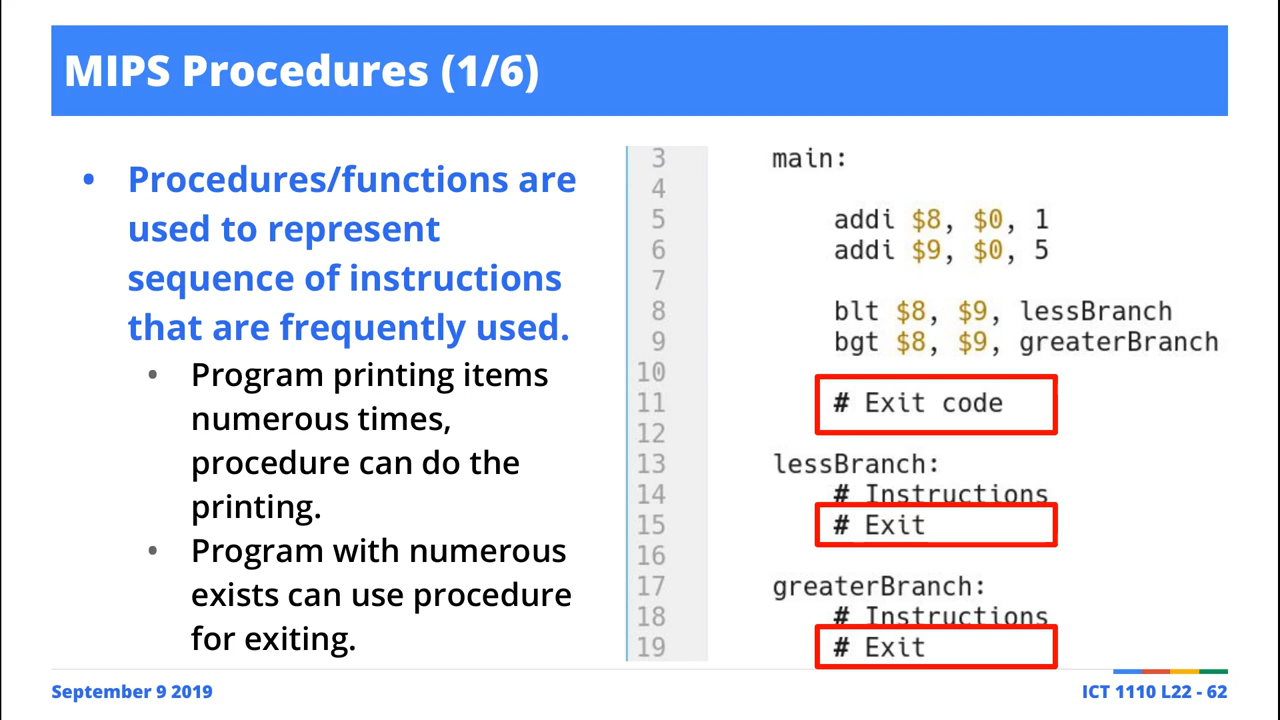 MIPS Procedures (1/6)
• Procedures/functions are
used to represent
sequence of instructions
that are frequently used.
• Program printing items
numerous times,
procedure can do the
printing.
• Program with numerous
exists can use procedure
for exiting.
3 main:
4
5 addi $8, $0, 1
6 addi $9, $0, 5
7
8 blt $8, $9, lessBranch
9 bgt $8, $9, greaterBranch
10
11 # Exit code
12
13 lessBranch:
14 # Instructions
15 # Exit
16
17 greaterBranch:
18 # Instructions
19 # Exit
September 9 2019
ICT 1110 L22 - 62